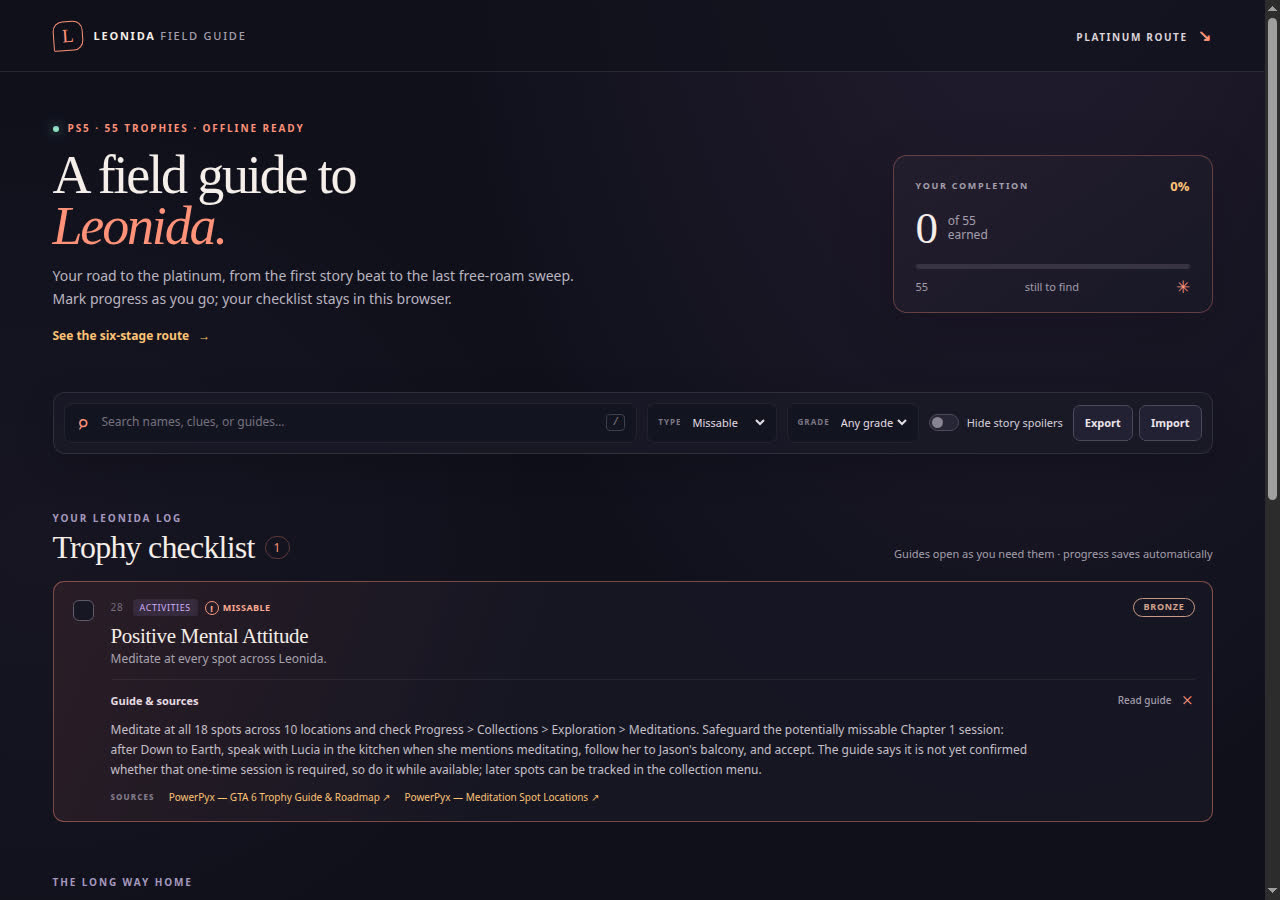 L LEONIDA FIELD GUIDE
PLATINUM ROUTE ↘
PS5 · 55 TROPHIES · OFFLINE READY
A field guide to
Leonida.
Your road to the platinum, from the first story beat to the last free-roam sweep.
Mark progress as you go; your checklist stays in this browser.
See the six-stage route →
YOUR COMPLETION 0%
0 of 55
earned
55 still to find
Search names, clues, or guides... /
TYPE Missable
GRADE Any grade
Hide story spoilers
Export
Import
YOUR LEONIDA LOG
Trophy checklist 1
Guides open as you need them · progress saves automatically
28 ACTIVITIES ! MISSABLE
BRONZE
Positive Mental Attitude
Meditate at every spot across Leonida.
Guide & sources
Read guide ×
Meditate at all 18 spots across 10 locations and check Progress > Collections > Exploration > Meditations. Safeguard the potentially missable Chapter 1 session:
after Down to Earth, speak with Lucia in the kitchen when she mentions meditating, follow her to Jason's balcony, and accept. The guide says it is not yet confirmed
whether that one-time session is required, so do it while available; later spots can be tracked in the collection menu.
SOURCES PowerPyx — GTA 6 Trophy Guide & Roadmap ↗ PowerPyx — Meditation Spot Locations ↗
THE LONG WAY HOME